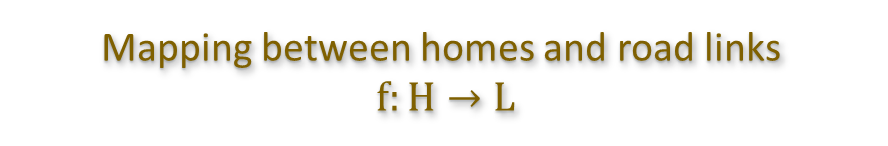 Mapping between homes and road links
f: H → L